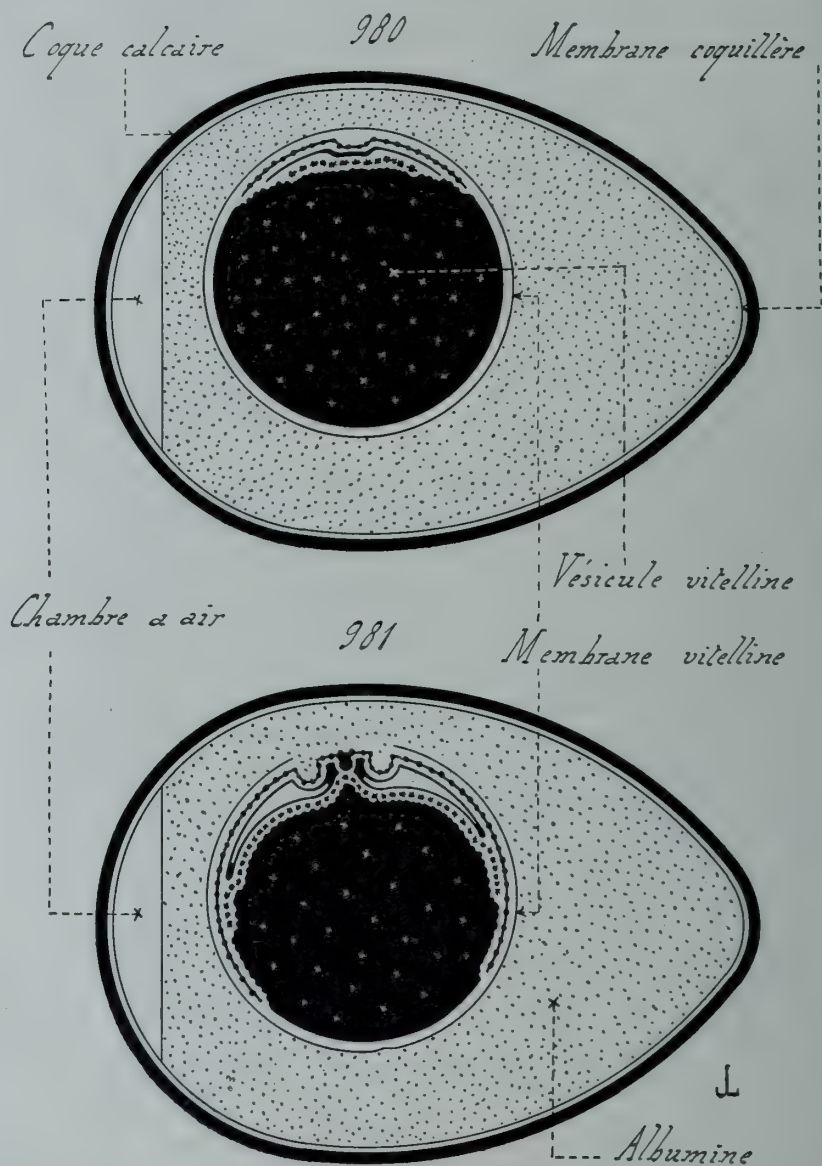 980
Coque calcaire
Membrane coquillère
Vésicule vitelline
Chambre a air
981
Membrane vitelline
Albumine